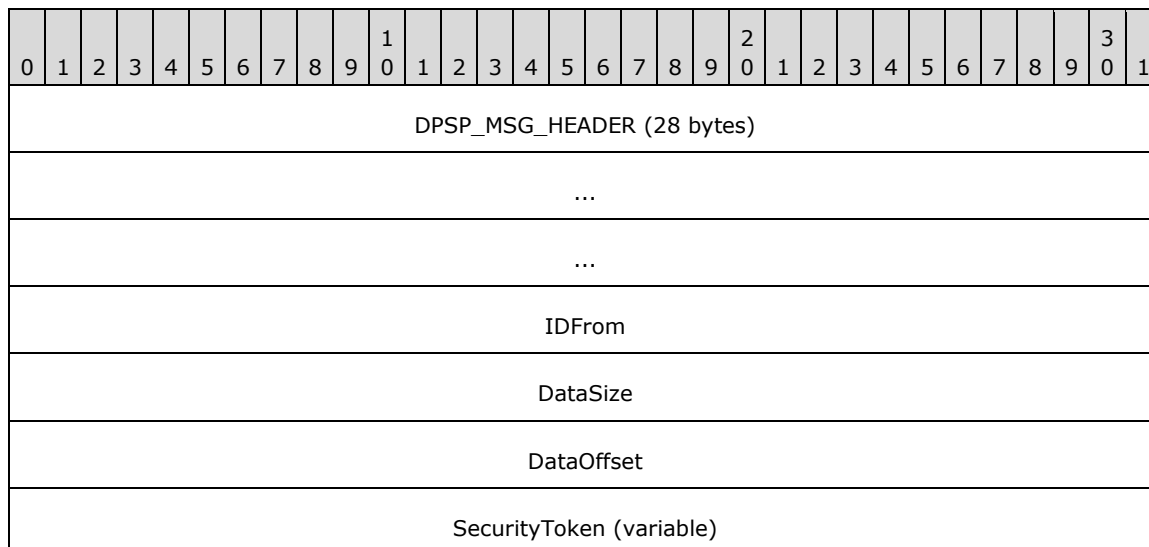 1 2 3
0 1 2 3 4 5 6 7 8 9 0 1 2 3 4 5 6 7 8 9 0 1 2 3 4 5 6 7 8 9 0 1
DPSP_MSG_HEADER (28 bytes)
...
...
IDFrom
DataSize
DataOffset
SecurityToken (variable)